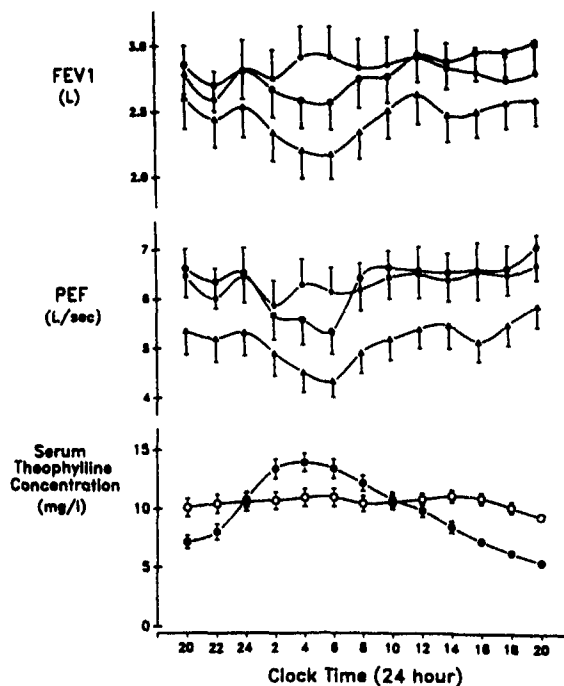 FEV1
(L)
3.0
2.5
2.0
PEF
(L/sec)
7
6
5
4
Serum
Theophylline
Concentration
(mg/l)
15
10
5
0
20 22 24 2 4 6 8 10 12 14 16 18 20
Clock Time (24 hour)